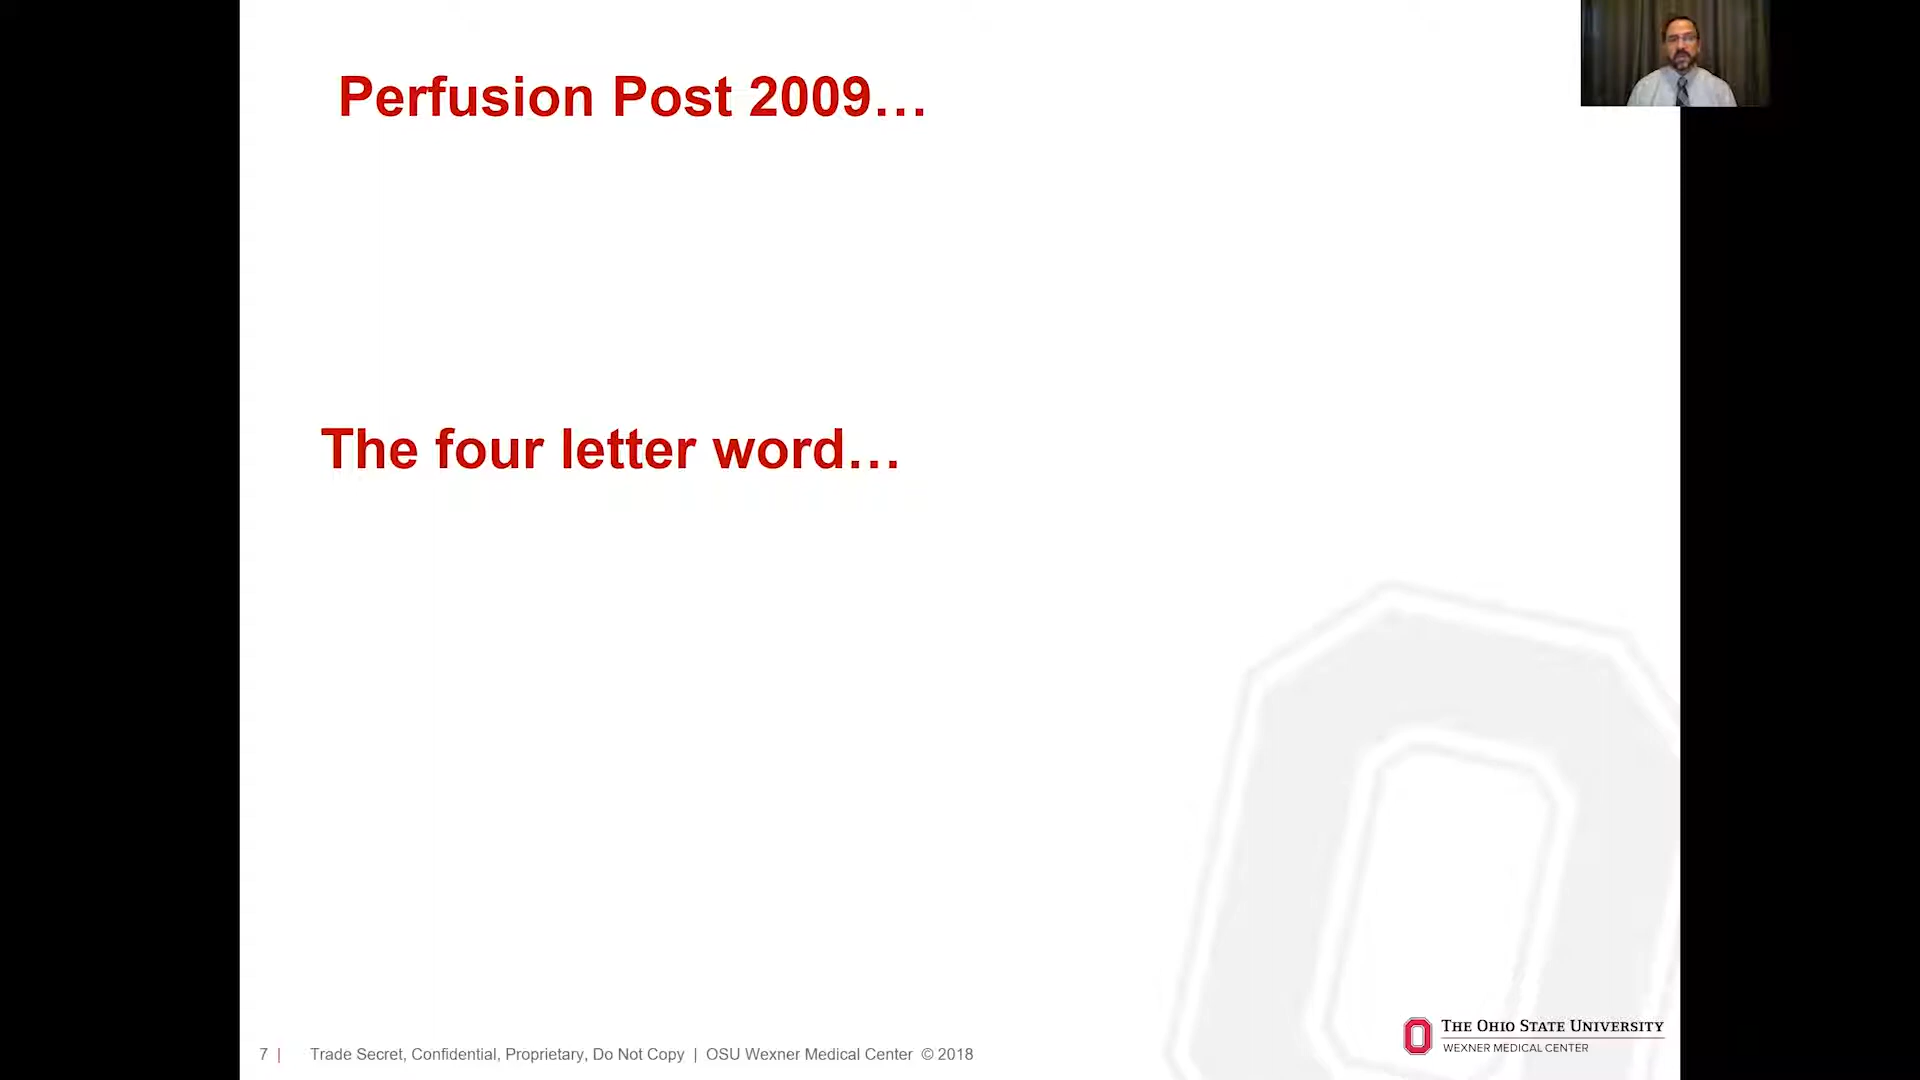 Perfusion Post 2009…
The four letter word…
7 | Trade Secret, Confidential, Proprietary, Do Not Copy | OSU Wexner Medical Center © 2018
THE OHIO STATE UNIVERSITY
WEXNER MEDICAL CENTER